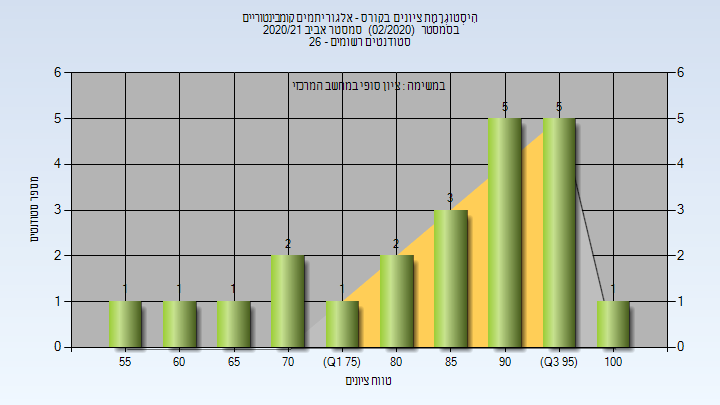 היסטוגרמת ציונים בקורס - אלגוריתמים קומבינטוריים
בסמסטר (02/2020) סמסטר אביב 2020/21
סטודנטים רשומים - 26
במשימה : ציון סופי במחשב המרכזי
מספר סטודנטים
6 6
5 5
4 4
3 3
2 2
1 1
0 0
1 1 1 2 1 2 3 5 5 1
55 60 65 70 (Q1 75) 80 85 90 (Q3 95) 100
טווח ציונים